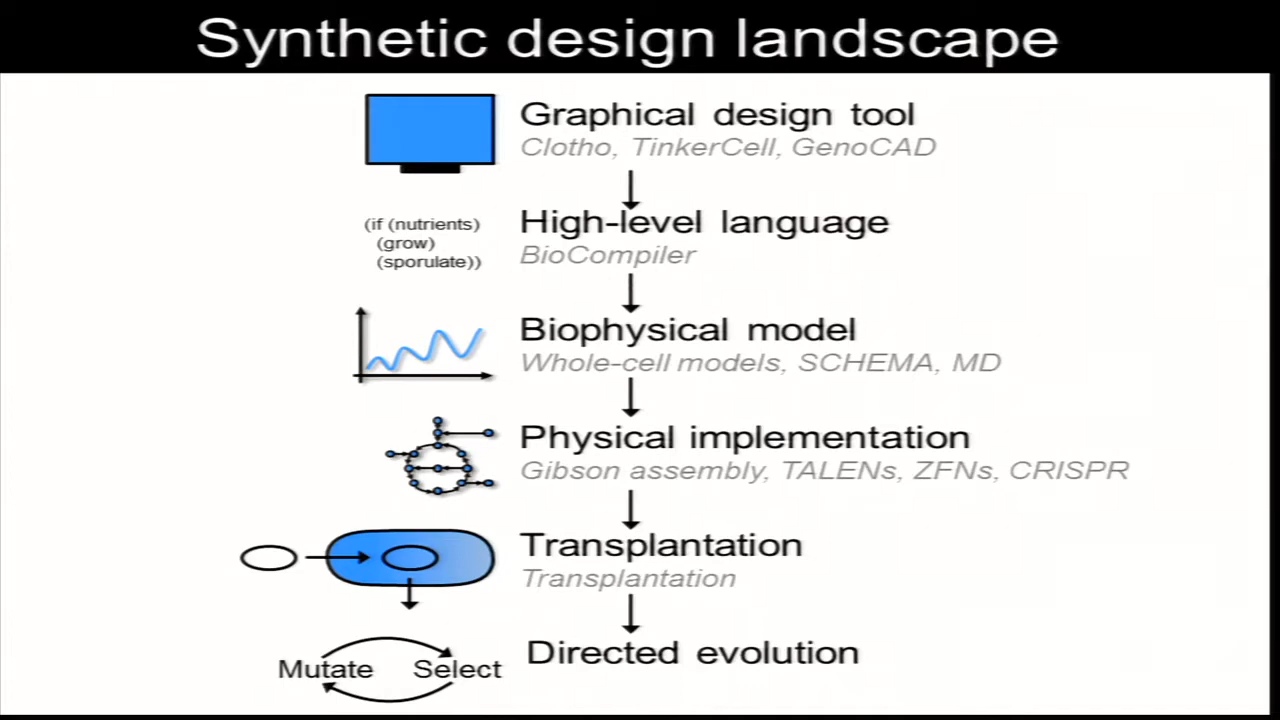 Synthetic design landscape
Graphical design tool
Clotho, TinkerCell, GenoCAD
High-level language
BioCompiler
(if (nutrients)
(grow)
(sporulate))
Biophysical model
Whole-cell models, SCHEMA, MD
Physical implementation
Gibson assembly, TALENs, ZFNs, CRISPR
Transplantation
Transplantation
Directed evolution
Mutate Select